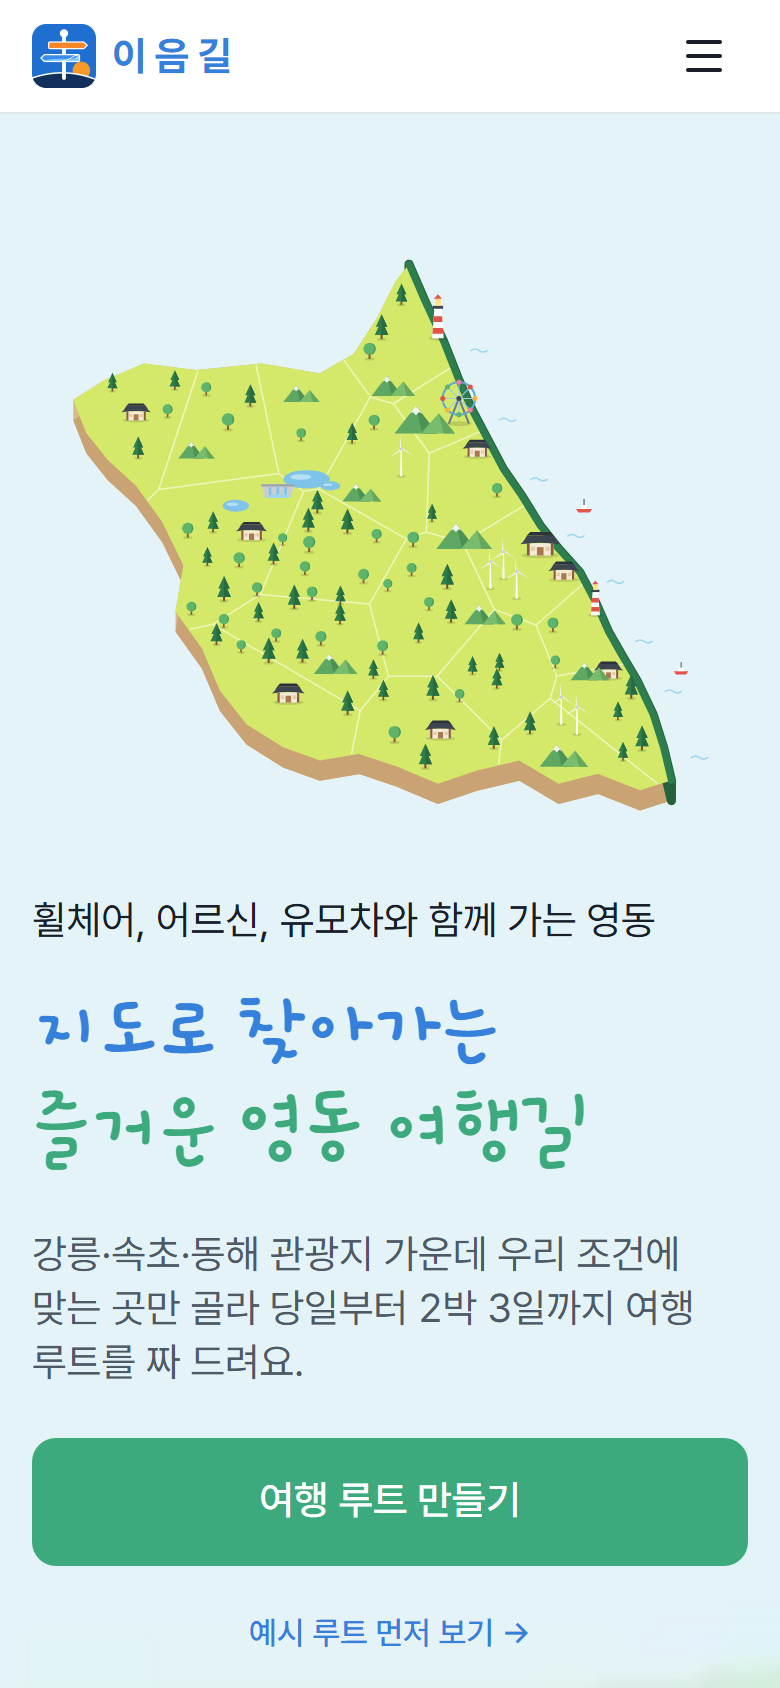 이음길
휠체어, 어르신, 유모차와 함께 가는 영동
지도로 찾아가는
즐거운 영동 여행길
강릉·속초·동해 관광지 가운데 우리 조건에
맞는 곳만 골라 당일부터 2박 3일까지 여행
루트를 짜 드려요.
여행 루트 만들기
예시 루트 먼저 보기 →